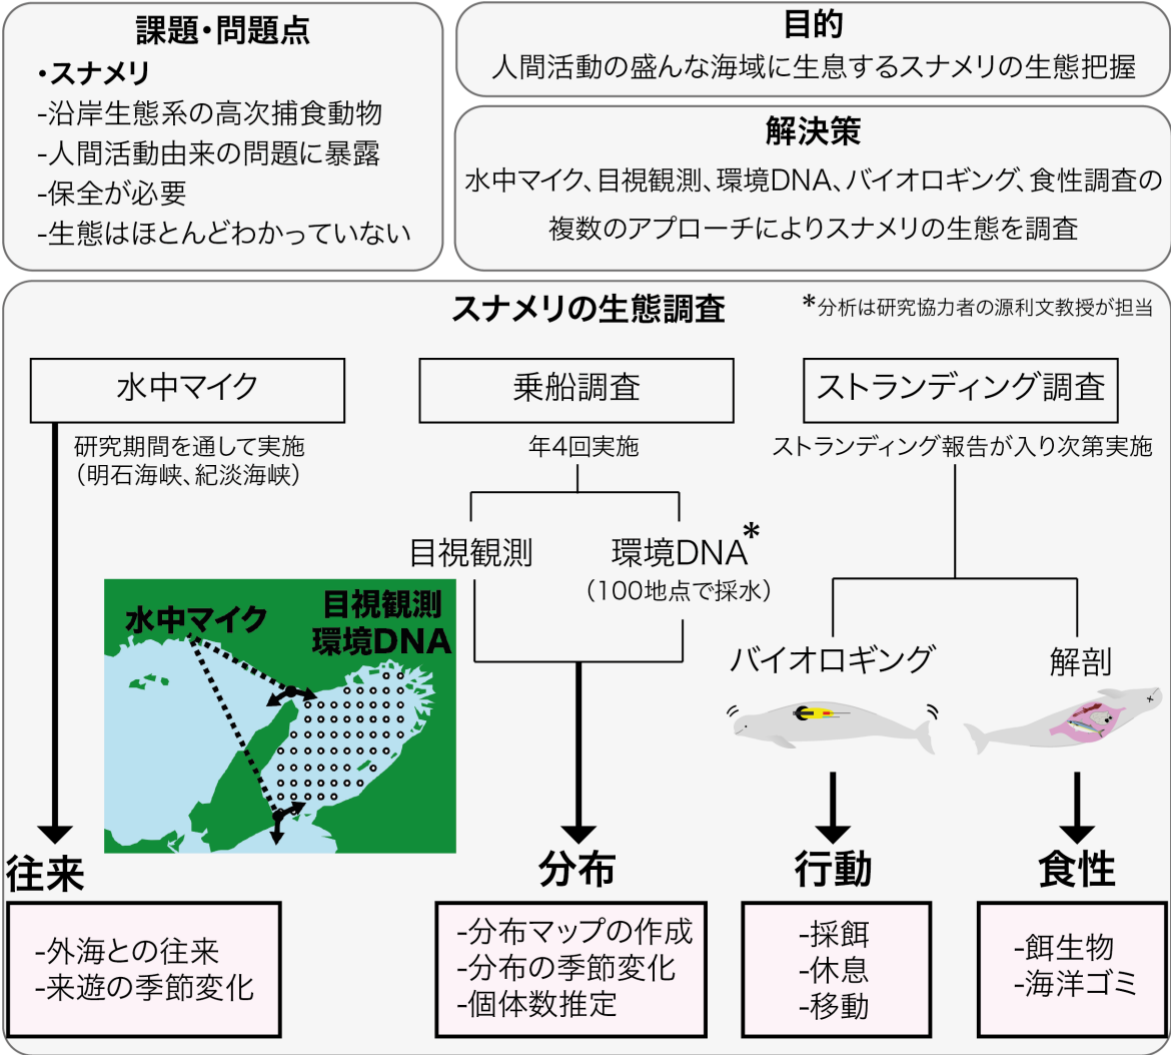 課題・問題点
・スナメリ
-沿岸生態系の高次捕食動物
-人間活動由来の問題に暴露
-保全が必要
-生態はほとんどわかっていない
目的
人間活動の盛んな海域に生息するスナメリの生態把握
解決策
水中マイク、目視観測、環境DNA、バイオロギング、食性調査の
複数のアプローチによりスナメリの生態を調査
スナメリの生態調査
*分析は研究協力者の源利文教授が担当
水中マイク
研究期間を通して実施
（明石海峡、紀淡海峡）
乗船調査
年4回実施
目視観測
環境DNA*
（100地点で採水）
ストランディング調査
ストランディング報告が入り次第実施
バイオロギング
解剖
水中マイク
目視観測
環境DNA
往来
-外海との往来
-来遊の季節変化
分布
-分布マップの作成
-分布の季節変化
-個体数推定
行動
-採餌
-休息
-移動
食性
-餌生物
-海洋ゴミ